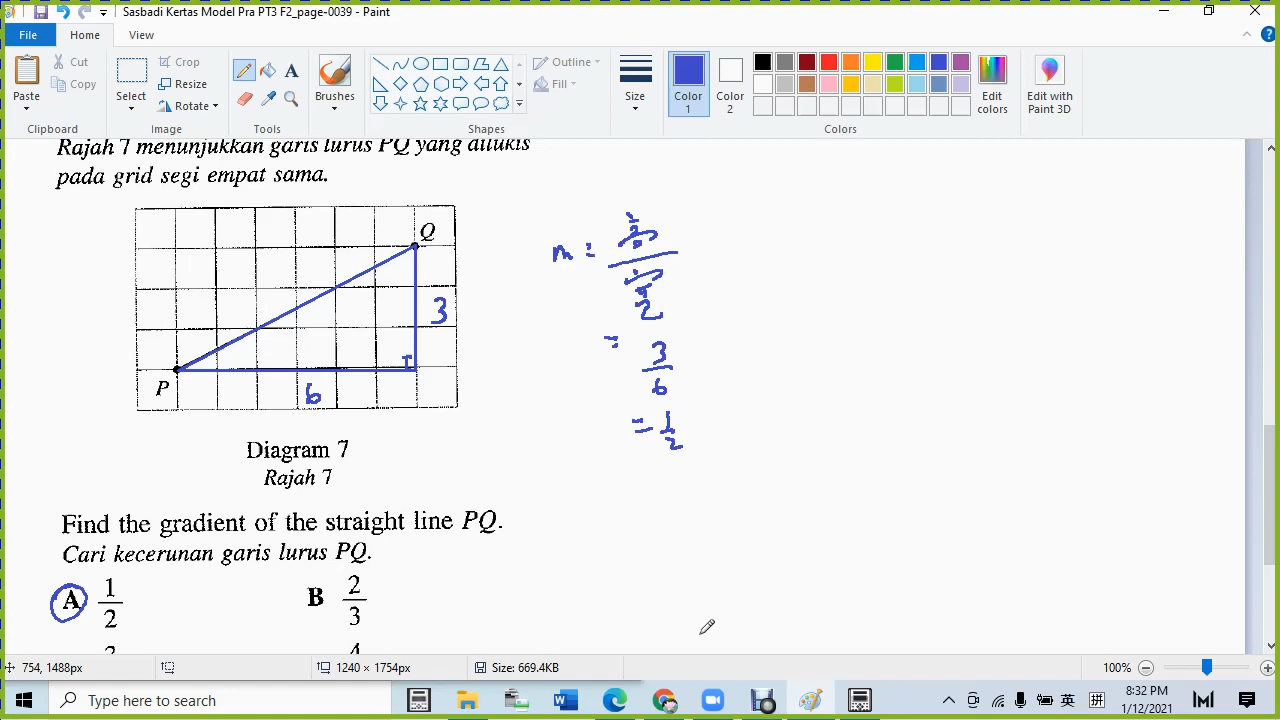 Sasbadi Kertas Model Pra PT3 F2_page-0039 - Paint
File Home View
Paste Cut Copy Clipboard
Select Crop Resize Rotate Image
Tools
Brushes
Outline Fill Shapes
Size
Color 1 Color 2 Edit colors Colors
Edit with Paint 3D
Rajah 7 menunjukkan garis lurus PQ yang dilukis
pada grid segi empat sama.
Q
3
P
6
m =
2
= 3/6
= 1/2
Diagram 7
Rajah 7
Find the gradient of the straight line PQ.
Cari kecerunan garis lurus PQ.
A 1/2 B 2/3
754, 1488px 1240 × 1754px Size: 669.4KB 100%
Type here to search
英 拼 :32 PM
1/12/2021